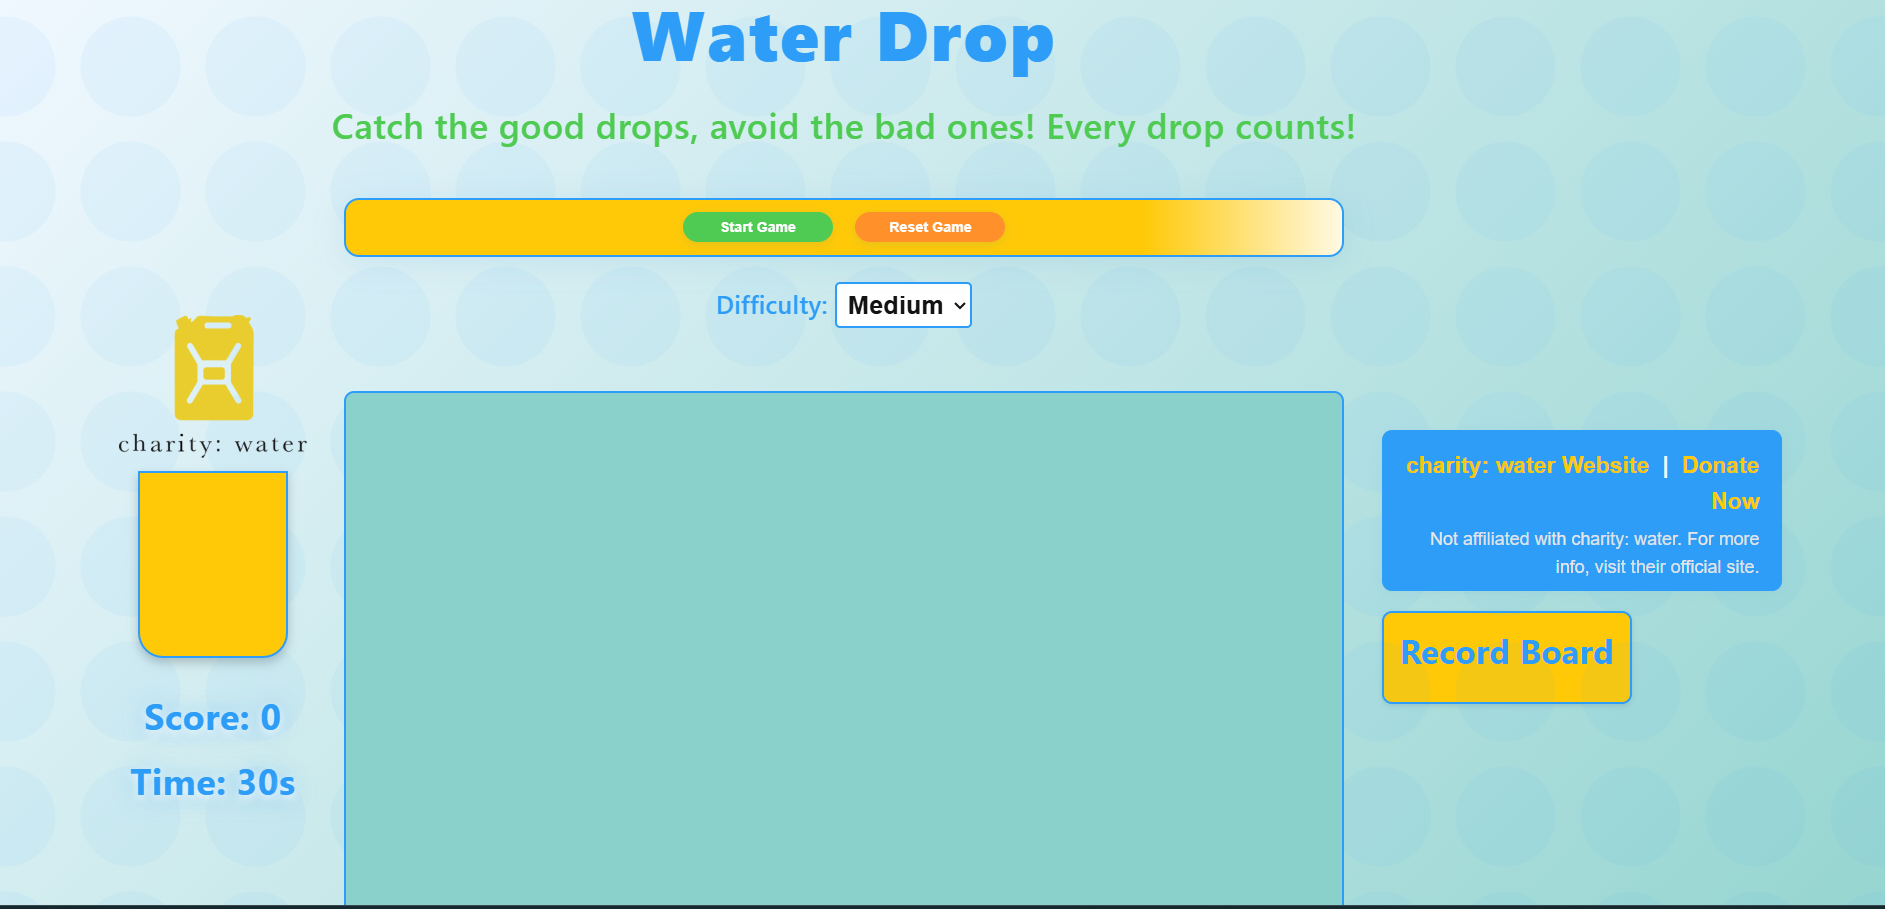 Water Drop
Catch the good drops, avoid the bad ones! Every drop counts!
Start Game
Reset Game
Difficulty: Medium
charity: water
Score: 0
Time: 30s
charity: water Website | Donate
Now
Not affiliated with charity: water. For more
info, visit their official site.
Record Board